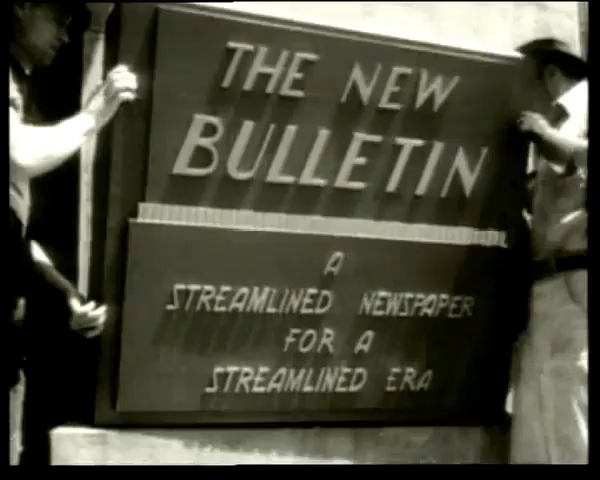 THE NEW
BULLETIN
A
STREAMLINED NEWSPAPER
FOR A
STREAMLINED ERA